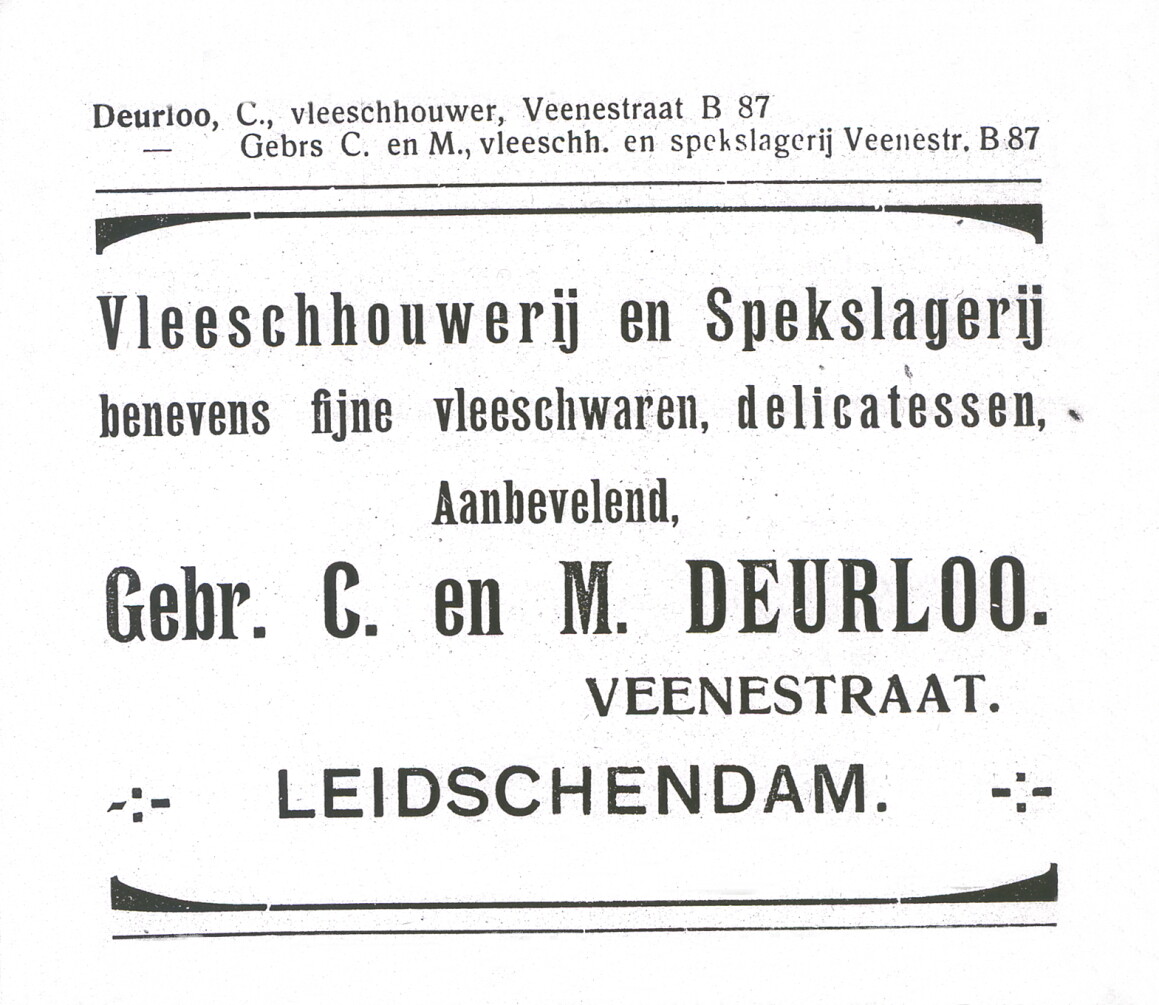 Deurloo, C., vleeschhouwer, Veenestraat B 87
— Gebrs C. en M., vleeschh. en spekslagerij Veenestr. B 87
Vleeschhouwerij en Spekslagerij
benevens fijne vleeschwaren, delicatessen,
Aanbevelend,
Gebr. C. en M. DEURLOO.
VEENESTRAAT.
-:- LEIDSCHENDAM. -:-